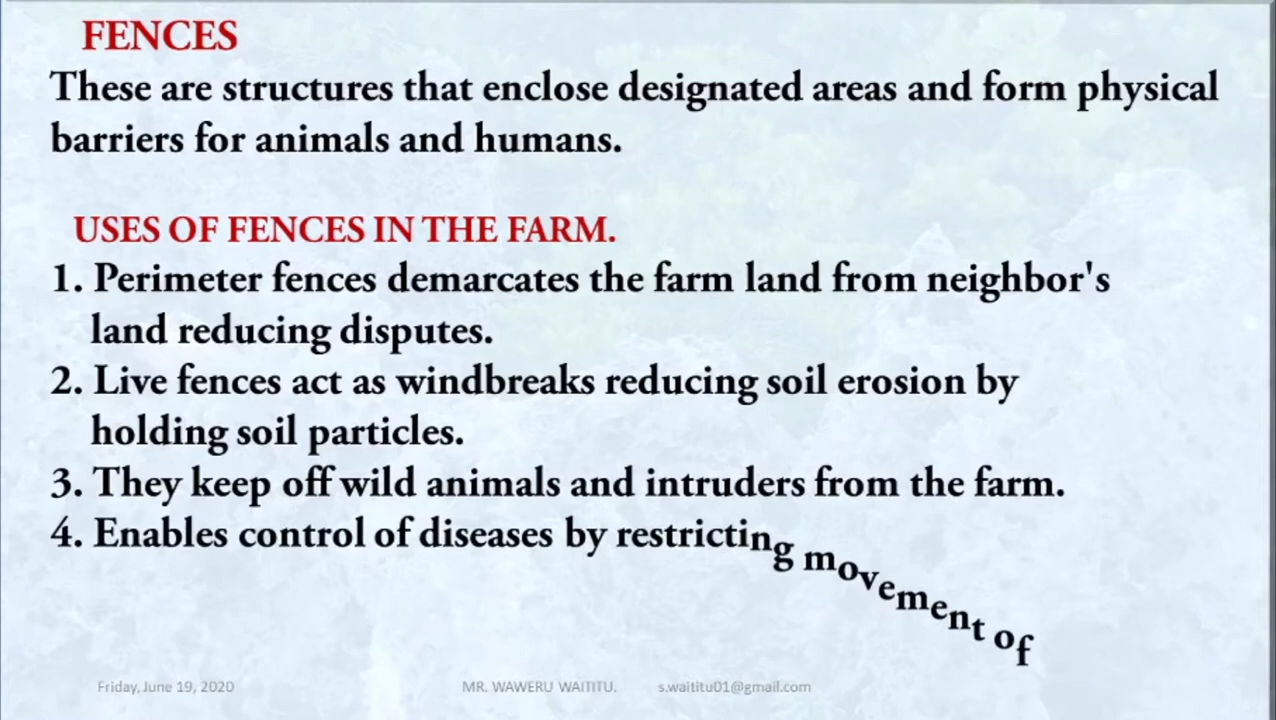 FENCES
These are structures that enclose designated areas and form physical
barriers for animals and humans.
USES OF FENCES IN THE FARM.
1. Perimeter fences demarcates the farm land from neighbor's
land reducing disputes.
2. Live fences act as windbreaks reducing soil erosion by
holding soil particles.
3. They keep off wild animals and intruders from the farm.
4. Enables control of diseases by restricting movement of
Friday, June 19, 2020 MR. WAWERU WAITITU. s.waititu01@gmail.com